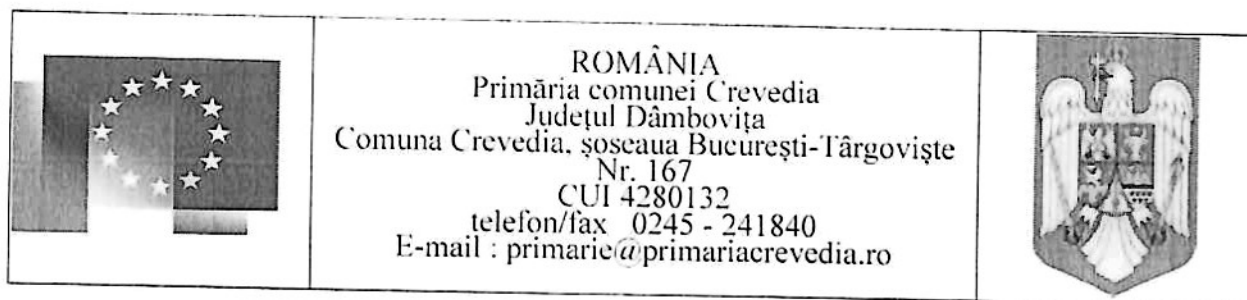 ROMÂNIA
Primăria comunei Crevedia
Județul Dâmbovița
Comuna Crevedia, șoseaua București-Târgoviște
Nr. 167
CUI 4280132
telefon/fax 0245 - 241840
E-mail : primarie@primariacrevedia.ro